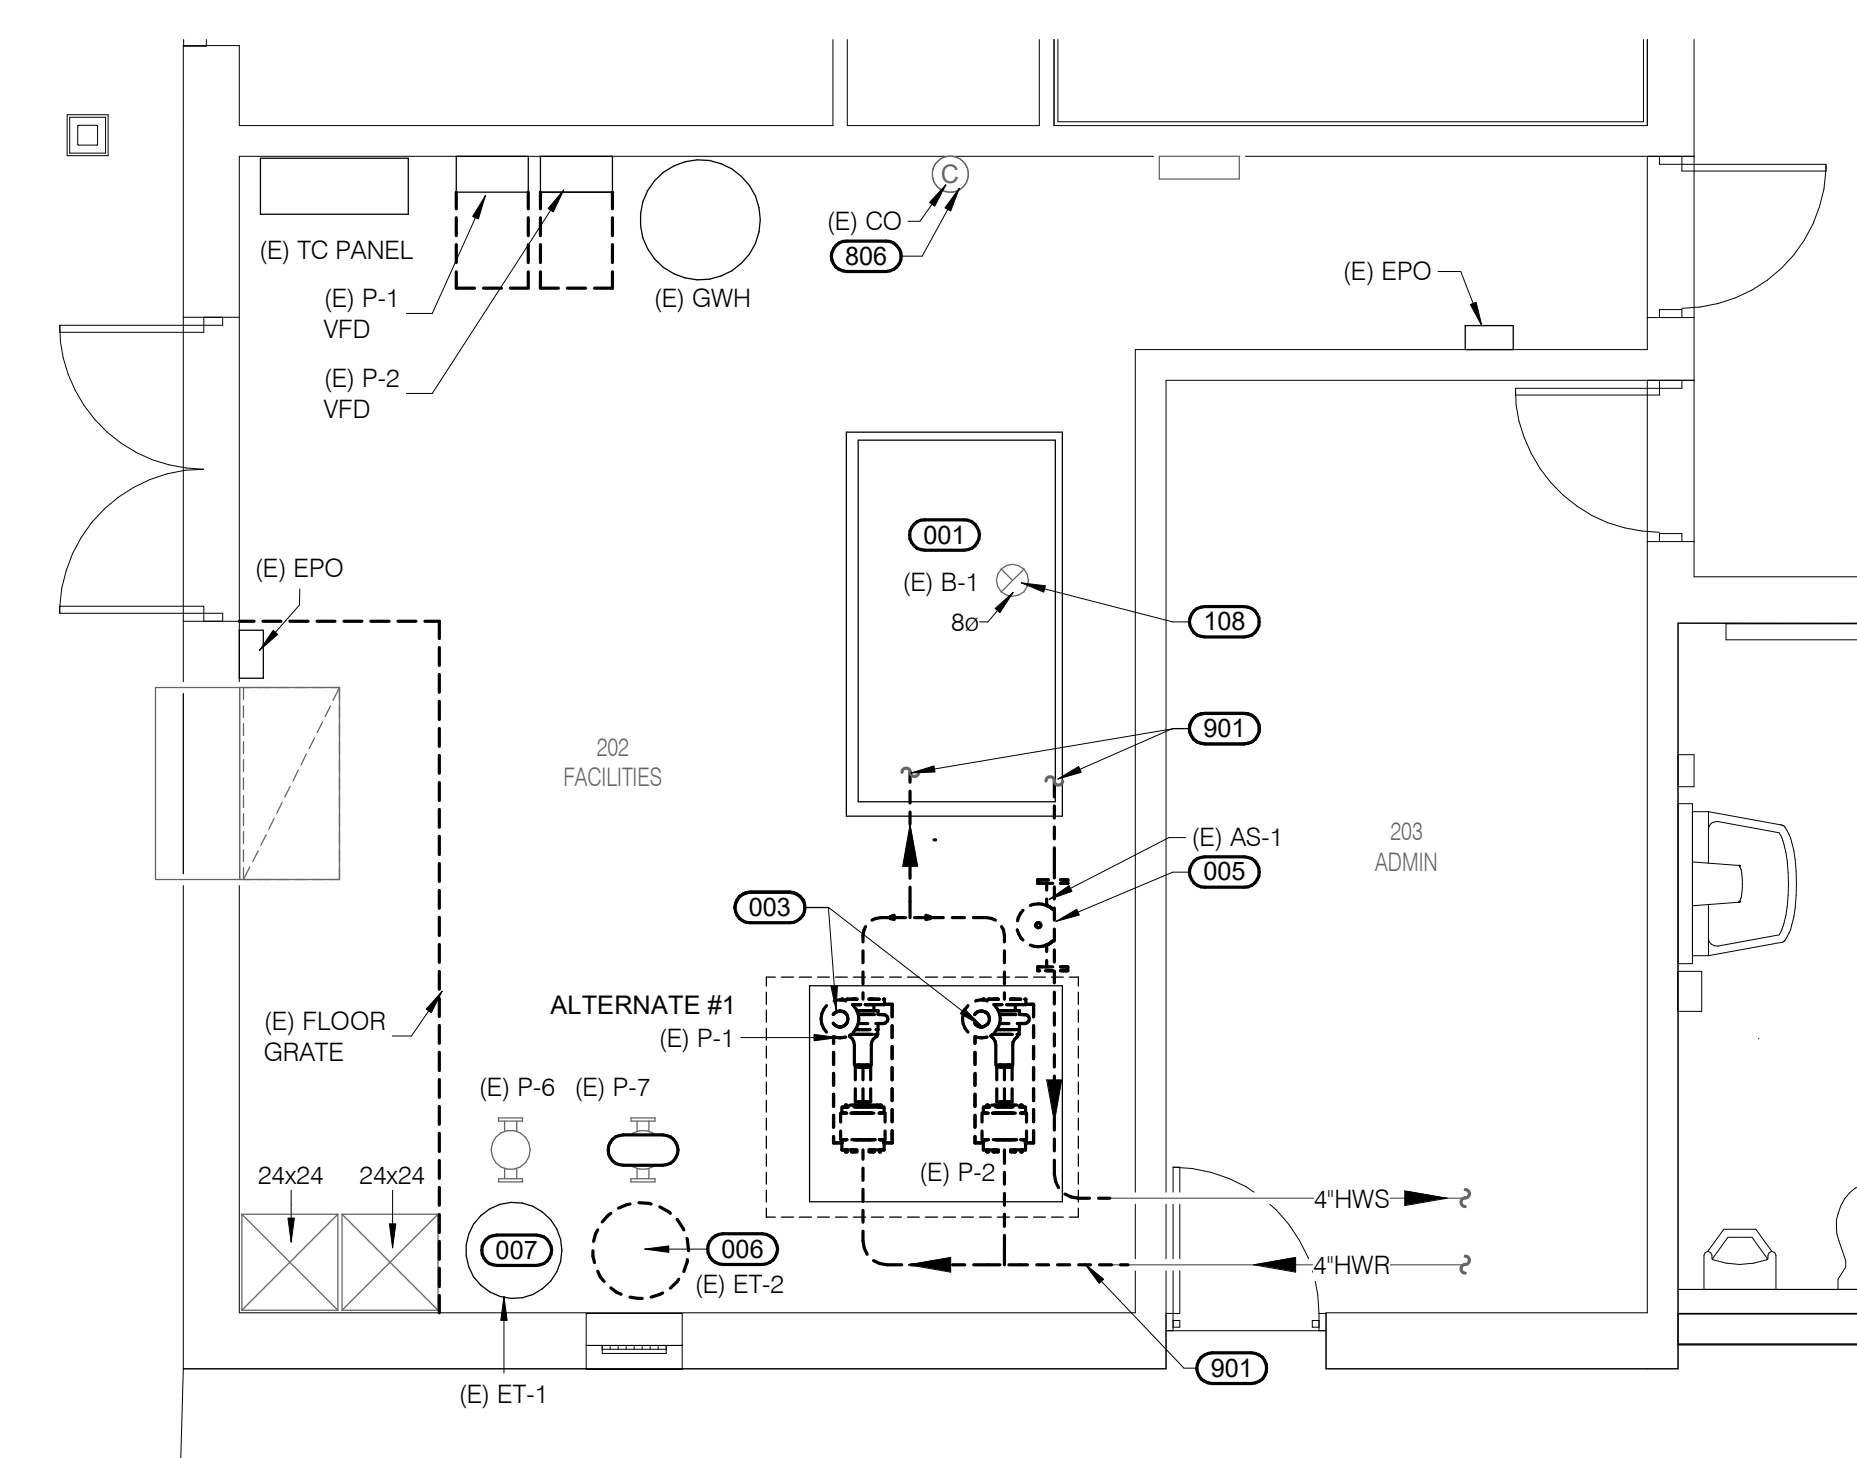 C
(E) CO
806
(E) TC PANEL
(E) P-1
VFD
(E) GWH
(E) EPO
(E) P-2
VFD
001
(E) B-1
8ø
108
(E) EPO
901
202
FACILITIES
(E) AS-1
005
203
ADMIN
003
ALTERNATE #1
(E) P-1
(E) FLOOR
GRATE
(E) P-6
(E) P-7
(E) P-2
24x24
24x24
4"HWS
007
006
(E) ET-2
4"HWR
901
(E) ET-1